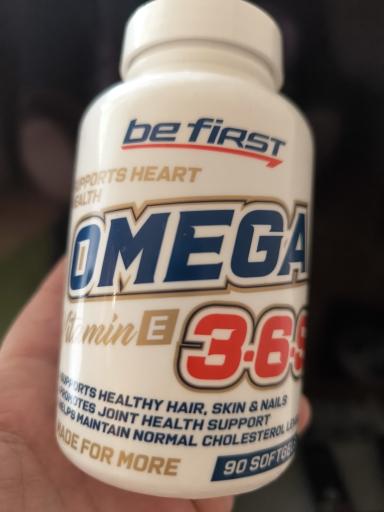 be first
SUPPORTS HEART
HEALTH
OMEGA
Vitamin E
3-6-9
SUPPORTS HEALTHY HAIR, SKIN & NAILS
PROMOTES JOINT HEALTH SUPPORT
HELPS MAINTAIN NORMAL CHOLESTEROL
MADE FOR MORE
90 SOFTGELS